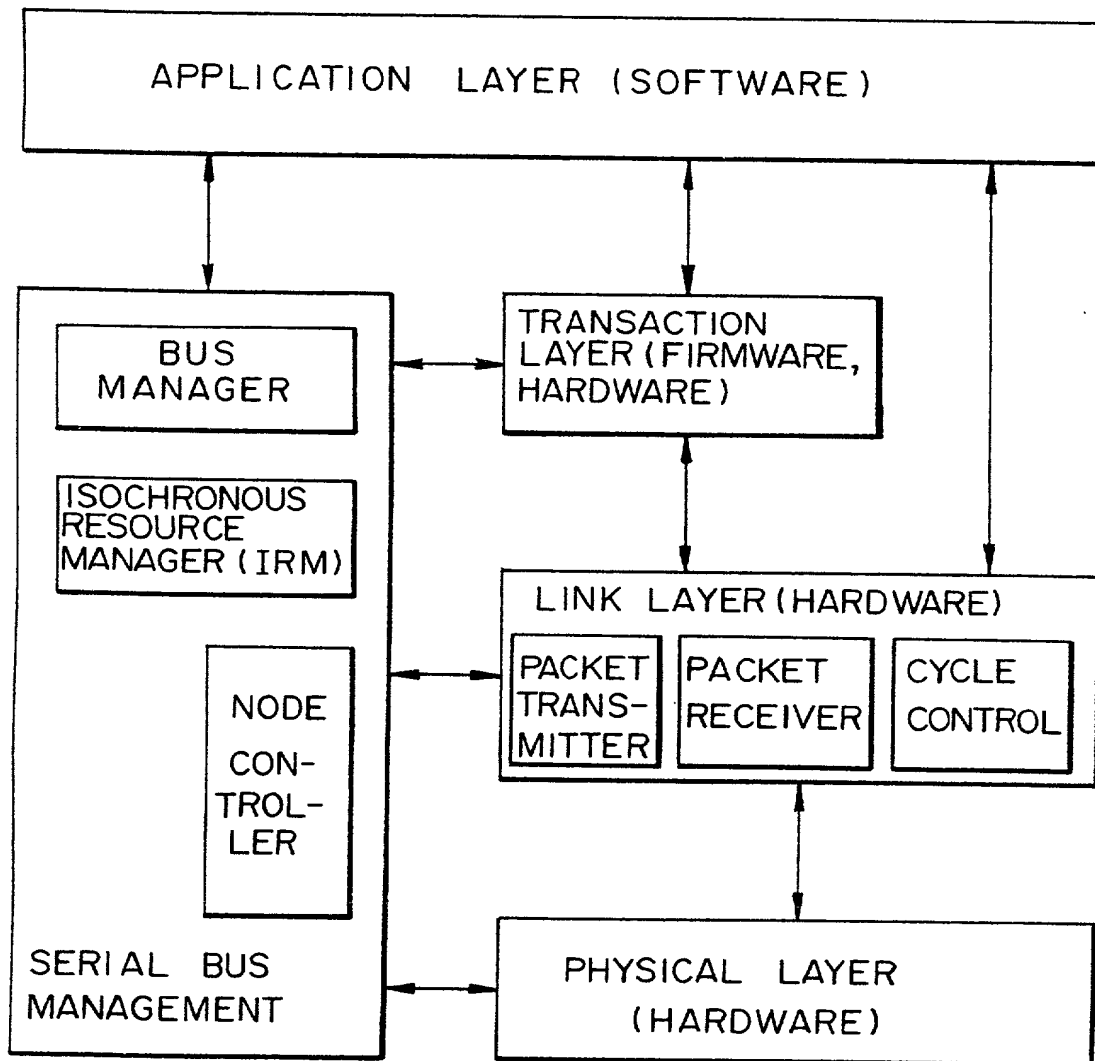 APPLICATION LAYER (SOFTWARE)
BUS
MANAGER
TRANSACTION
LAYER (FIRMWARE,
HARDWARE)
ISOCHRONOUS
RESOURCE
MANAGER (IRM)
LINK LAYER (HARDWARE)
PACKET
TRANS-
MITTER
PACKET
RECEIVER
CYCLE
CONTROL
NODE
CON-
TROL-
LER
SERIAL BUS
MANAGEMENT
PHYSICAL LAYER
(HARDWARE)